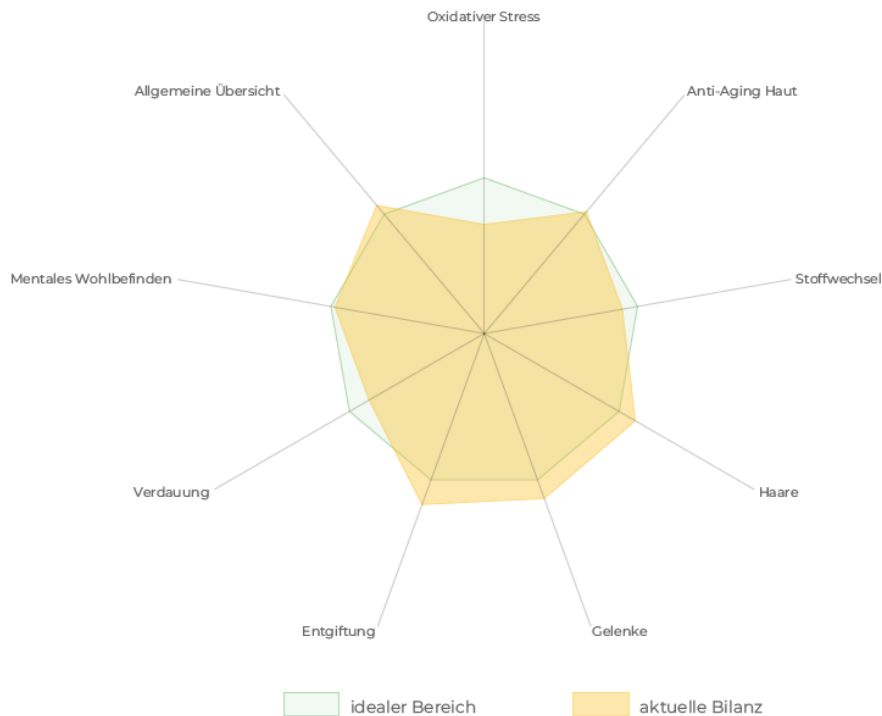 Oxidativer Stress
Allgemeine Übersicht
Anti-Aging Haut
Mentales Wohlbefinden
Stoffwechsel
Verdauung
Haare
Entgiftung
Gelenke
idealer Bereich
aktuelle Bilanz